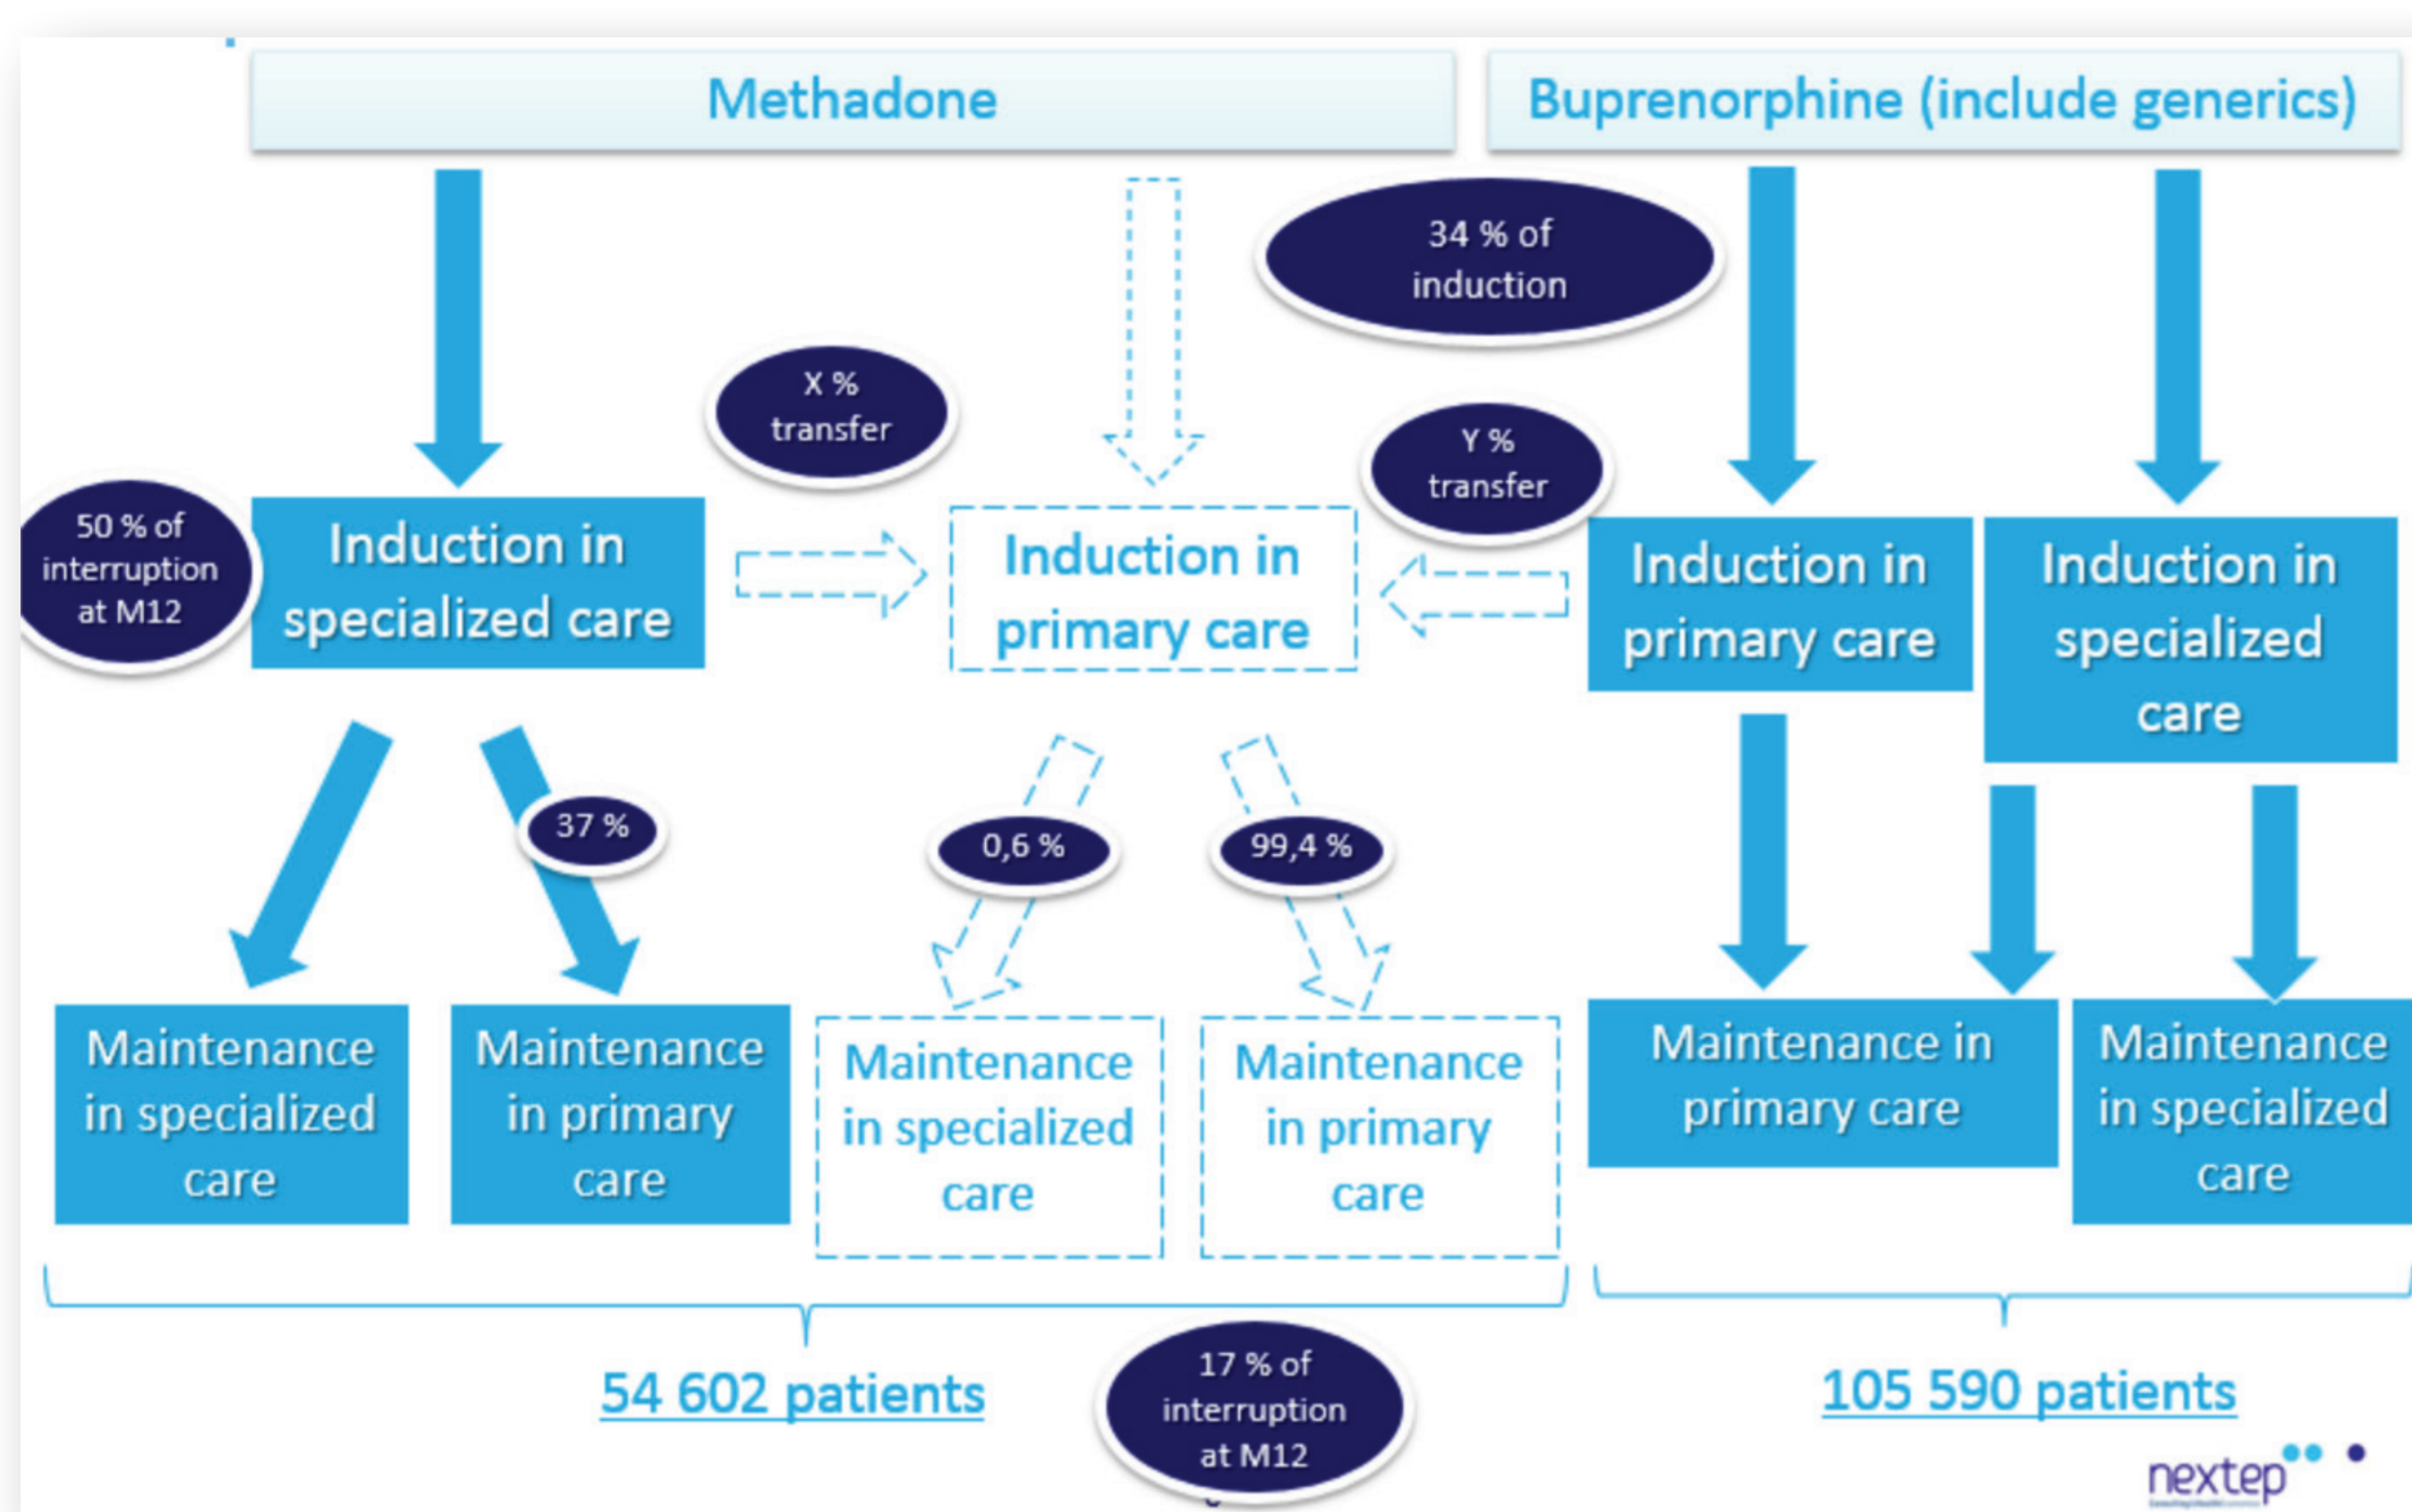 Methadone
Buprenorphine (include generics)
34 % of
induction
X %
transfer
Y %
transfer
50 % of
interruption
at M12
Induction in
specialized care
Induction in
primary care
Induction in
primary care
Induction in
specialized
care
37 %
0,6 %
99,4 %
Maintenance
in specialized
care
Maintenance
in primary
care
Maintenance
in specialized
care
Maintenance
in primary
care
Maintenance in
primary care
Maintenance
in specialized
care
54 602 patients
17 % of
interruption
at M12
105 590 patients
nextep